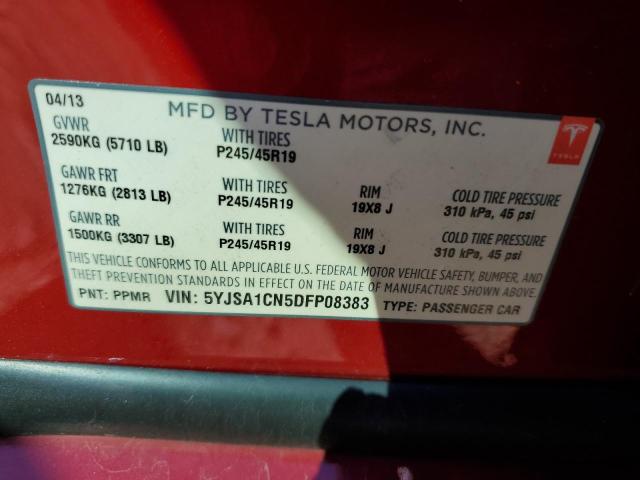 04/13
MFD BY TESLA MOTORS, INC.
GVWR
2590KG (5710 LB)
WITH TIRES
P245/45R19
TESLA
GAWR FRT
1276KG (2813 LB)
WITH TIRES
P245/45R19
RIM
19X8 J
COLD TIRE PRESSURE
310 kPa, 45 psi
GAWR RR
1500KG (3307 LB)
WITH TIRES
P245/45R19
RIM
19X8 J
COLD TIRE PRESSURE
310 kPa, 45 psi
THIS VEHICLE CONFORMS TO ALL APPLICABLE U.S. FEDERAL MOTOR VEHICLE SAFETY, BUMPER, AND
THEFT PREVENTION STANDARDS IN EFFECT ON THE DATE OF MANUFACTURE SHOWN ABOVE.
PNT: PPMR VIN: 5YJSA1CN5DFP08383 TYPE: PASSENGER CAR